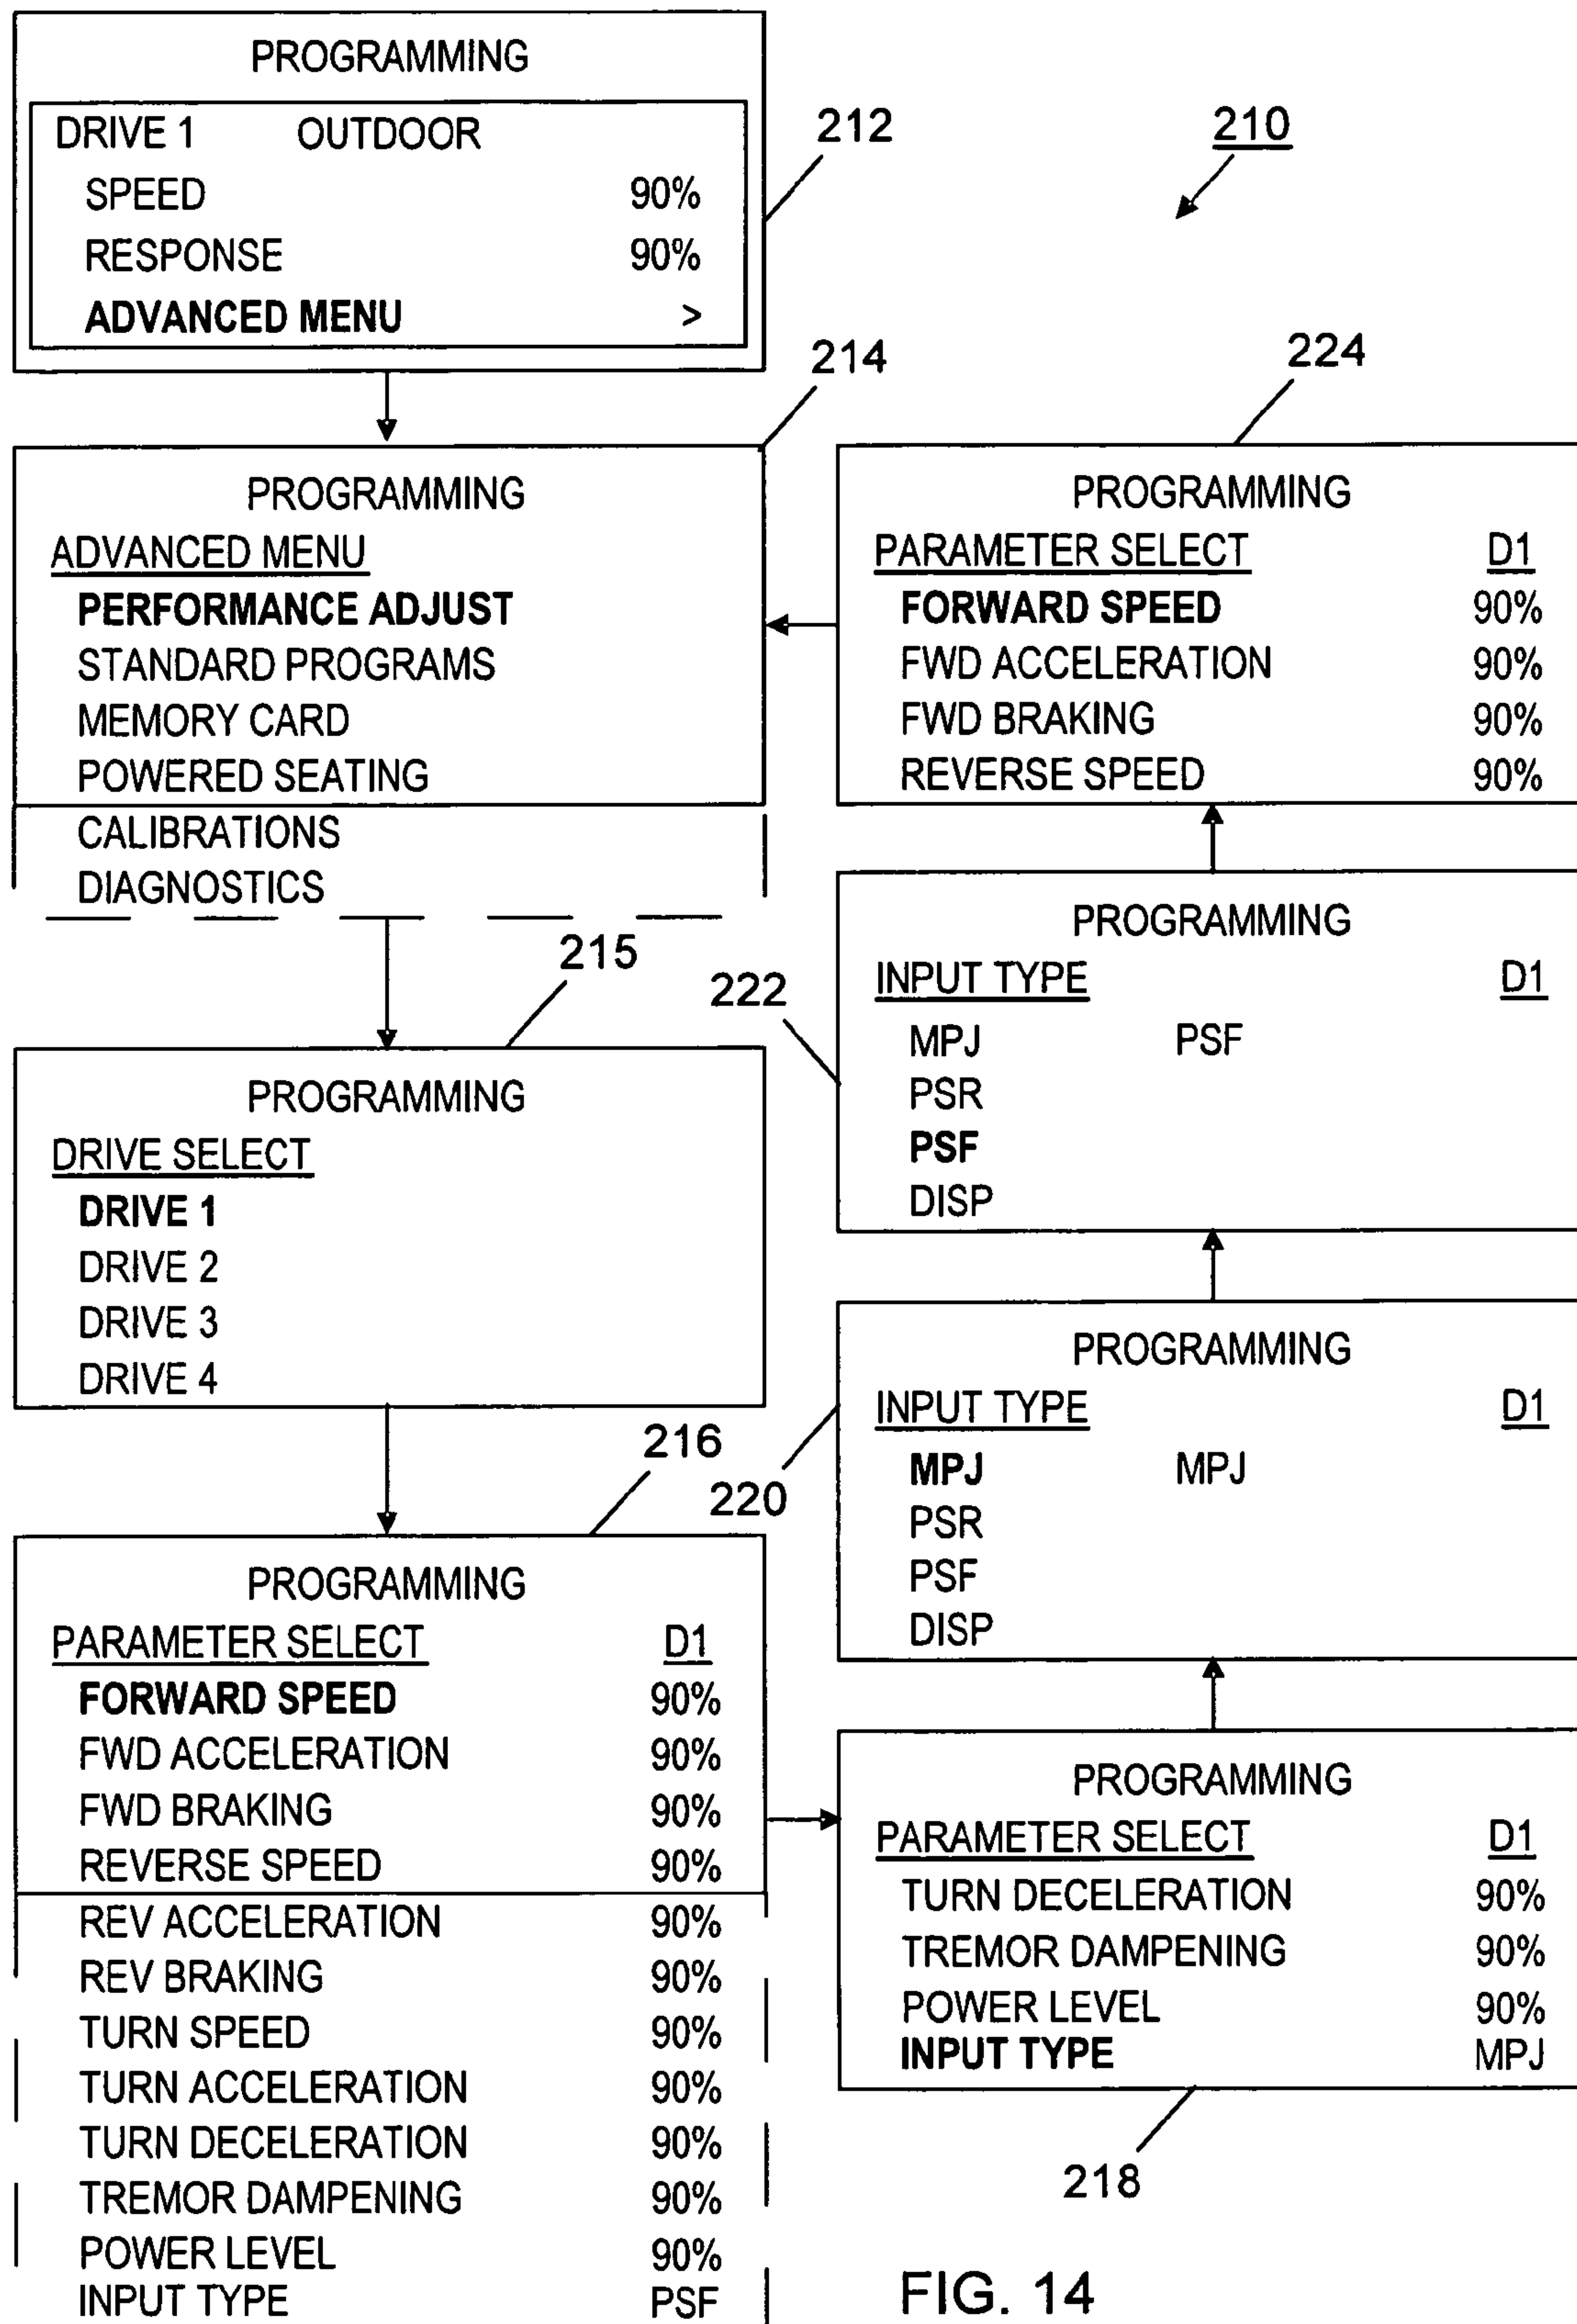 PROGRAMMING
DRIVE 1 OUTDOOR
SPEED 90%
RESPONSE 90%
ADVANCED MENU >
212
210
214
PROGRAMMING
ADVANCED MENU
PERFORMANCE ADJUST
STANDARD PROGRAMS
MEMORY CARD
POWERED SEATING
CALIBRATIONS
DIAGNOSTICS
215
PROGRAMMING
DRIVE SELECT
DRIVE 1
DRIVE 2
DRIVE 3
DRIVE 4
216
PROGRAMMING
PARAMETER SELECT D1
FORWARD SPEED 90%
FWD ACCELERATION 90%
FWD BRAKING 90%
REVERSE SPEED 90%
REV ACCELERATION 90%
REV BRAKING 90%
TURN SPEED 90%
TURN ACCELERATION 90%
TURN DECELERATION 90%
TREMOR DAMPENING 90%
POWER LEVEL 90%
INPUT TYPE PSF
224
PROGRAMMING
PARAMETER SELECT D1
FORWARD SPEED 90%
FWD ACCELERATION 90%
FWD BRAKING 90%
REVERSE SPEED 90%
222
PROGRAMMING
INPUT TYPE D1
MPJ PSF
PSR
PSF
DISP
220
PROGRAMMING
INPUT TYPE D1
MPJ MPJ
PSR
PSF
DISP
PROGRAMMING
PARAMETER SELECT D1
TURN DECELERATION 90%
TREMOR DAMPENING 90%
POWER LEVEL 90%
INPUT TYPE MPJ
218
FIG. 14